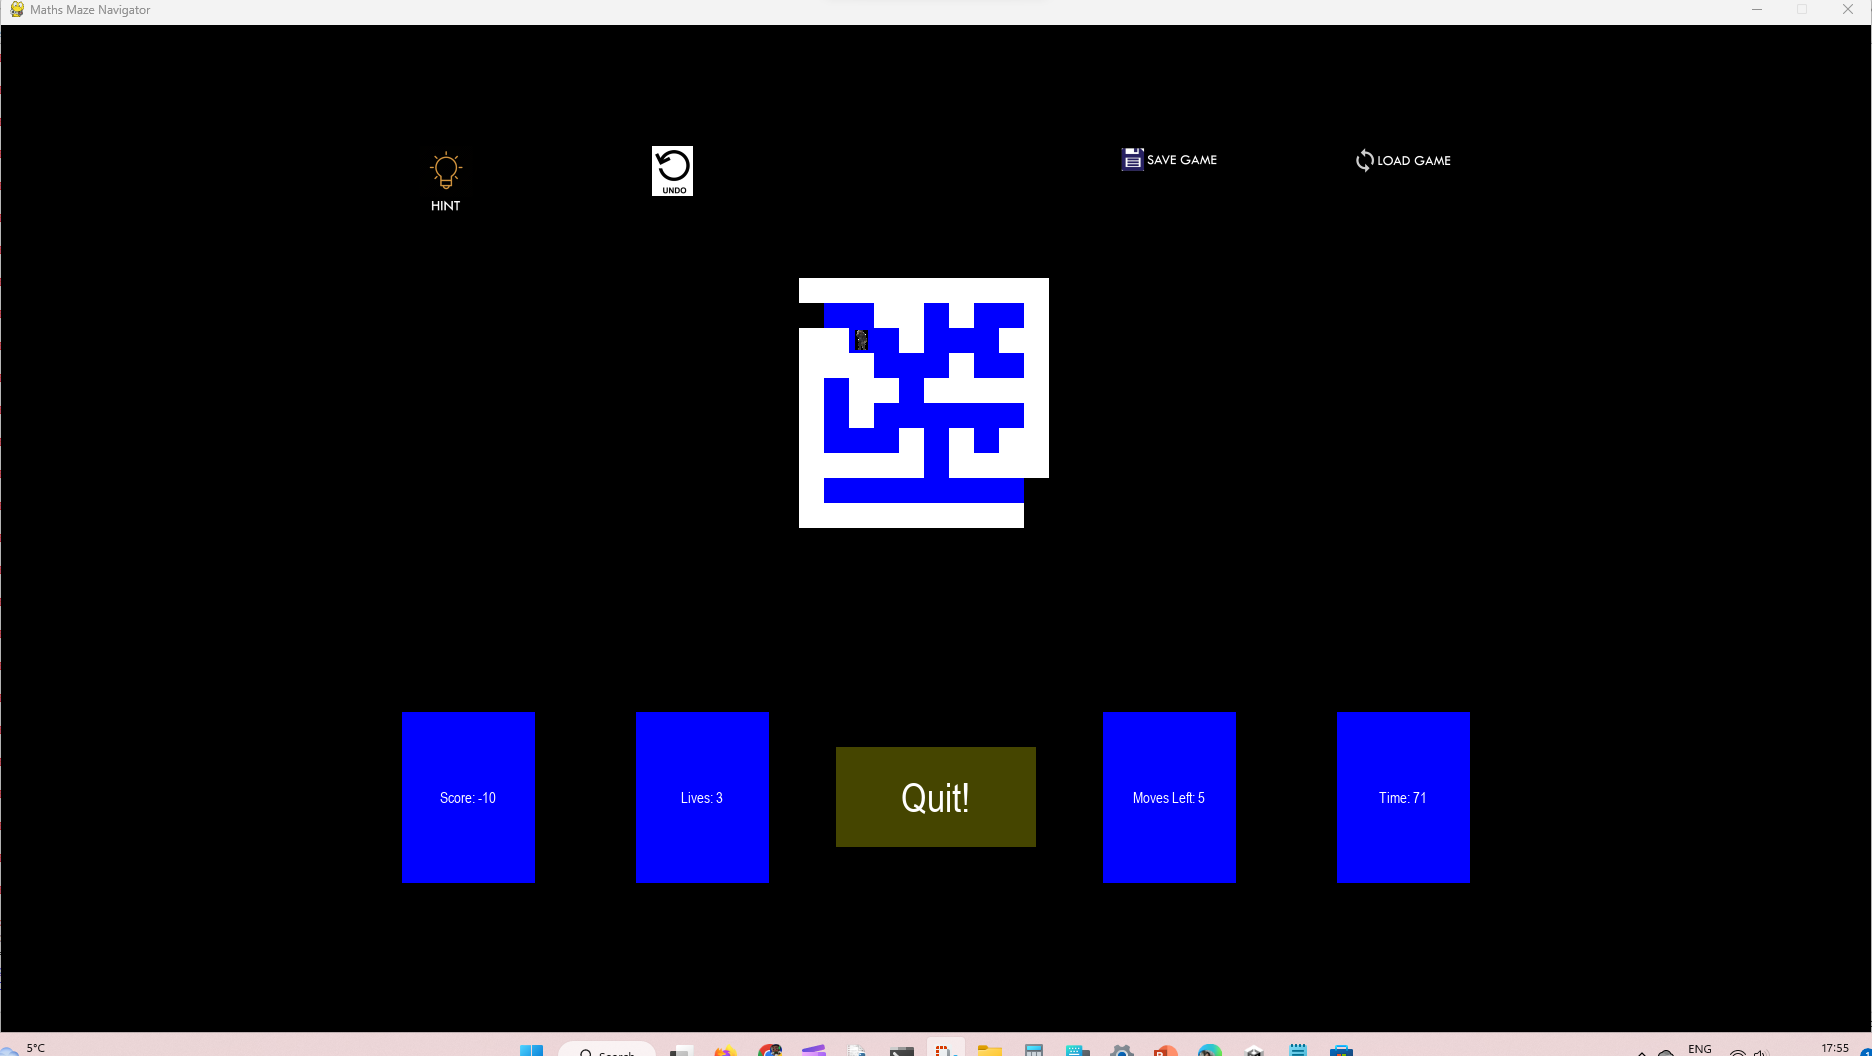 Maths Maze Navigator
HINT
UNDO
SAVE GAME
LOAD GAME
Score: -10
Lives: 3
Quit!
Moves Left: 5
Time: 71
5°C
Search
ENG
17:55